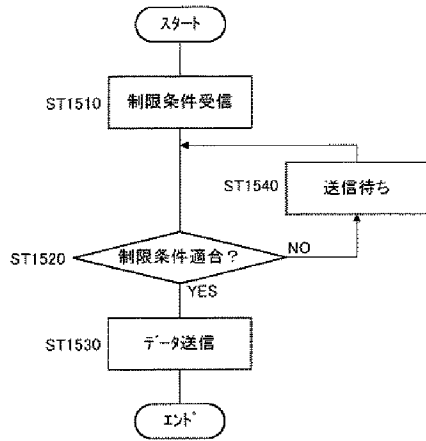 スタート
ST1510
制限条件受信
ST1540
送信待ち
ST1520
制限条件適合?
NO
YES
ST1530
データ送信
エンド